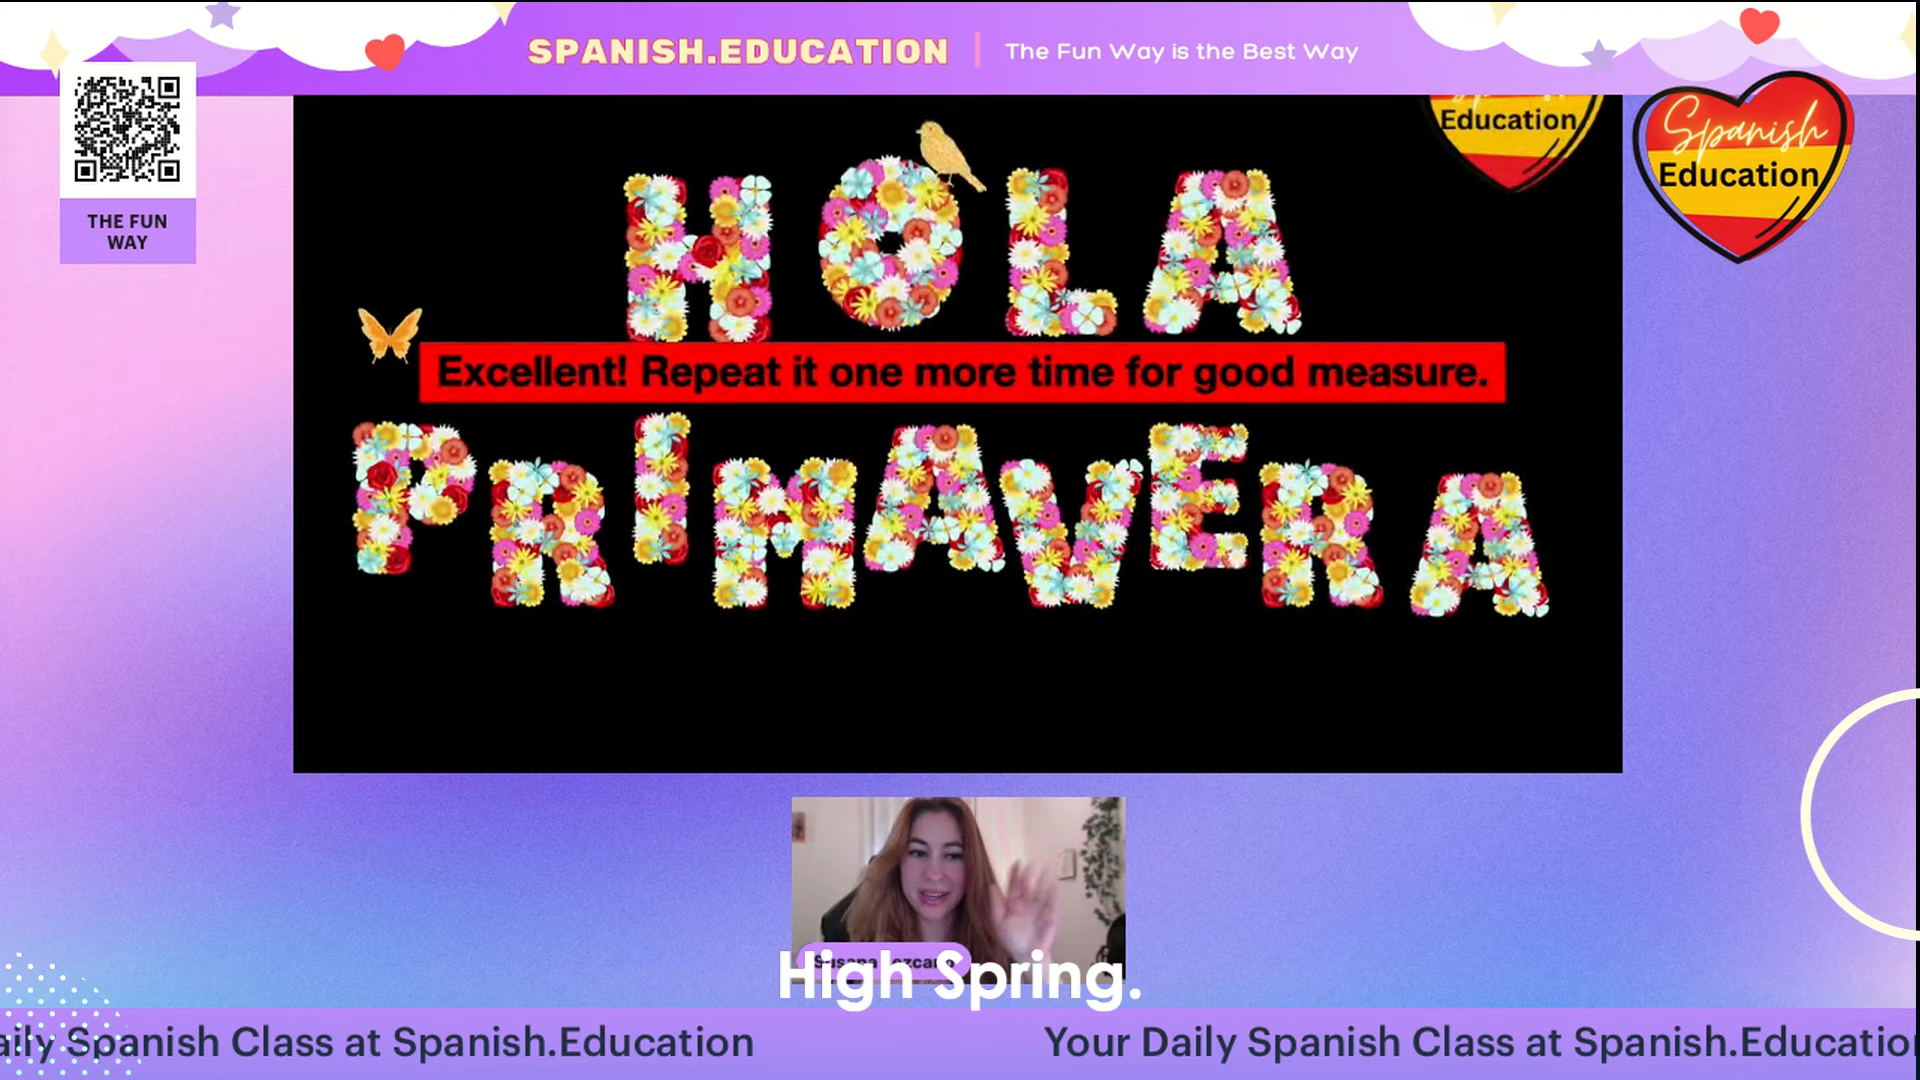 SPANISH.EDUCATION
The Fun Way is the Best Way
THE FUN
WAY
Education
Spanish
Education
HOLA
Excellent! Repeat it one more time for good measure.
PRIMAVERA
High Spring.
aily Spanish Class at Spanish.Education
Your Daily Spanish Class at Spanish.Education